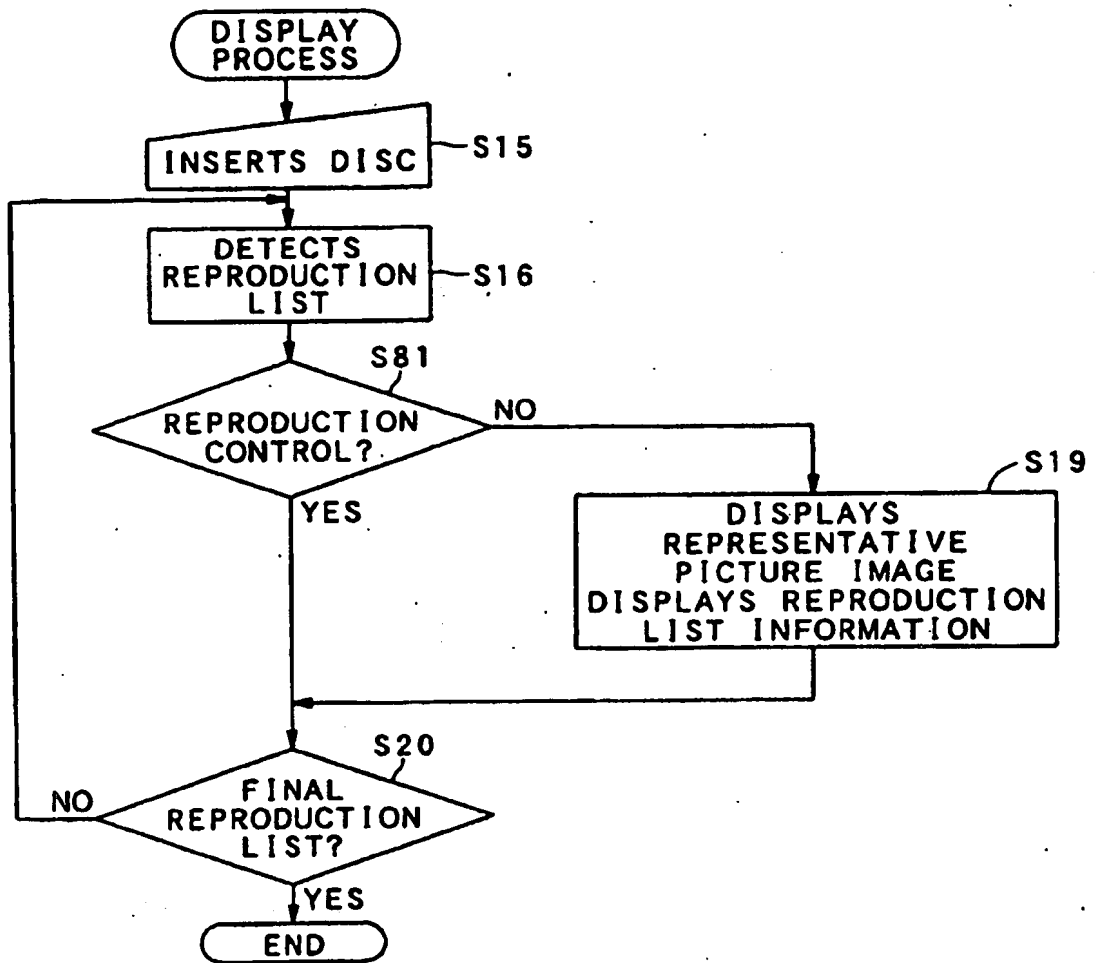 DISPLAY
PROCESS
INSERTS DISC
S15
DETECTS
REPRODUCTION
LIST
S16
S81
REPRODUCTION
CONTROL?
NO
YES
S19
DISPLAYS
REPRESENTATIVE
PICTURE IMAGE
DISPLAYS REPRODUCTION
LIST INFORMATION
S20
FINAL
REPRODUCTION
LIST?
NO
YES
END